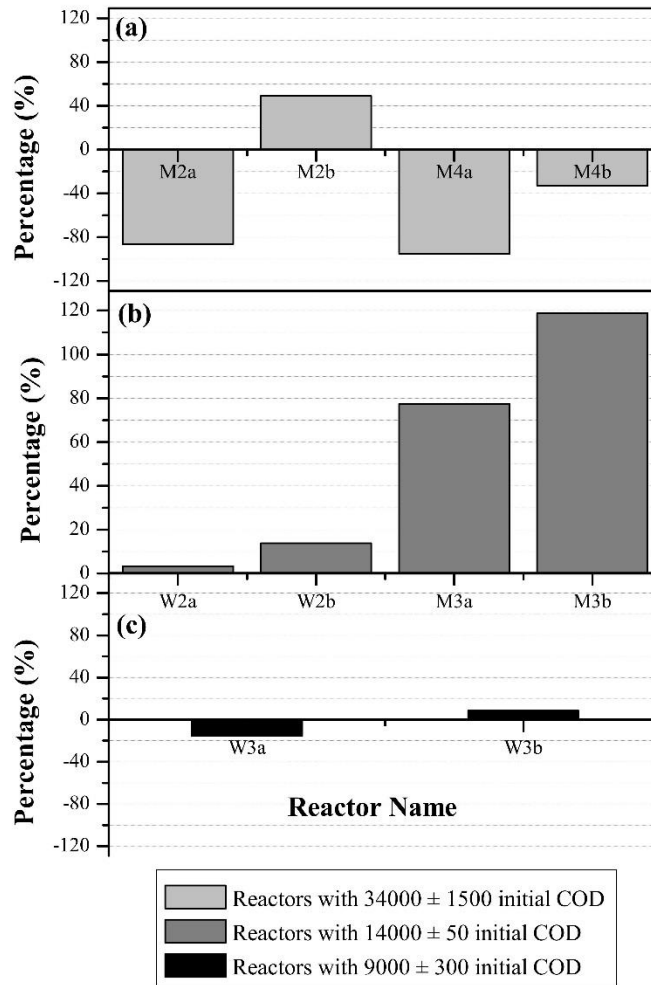 (a)
Percentage (%)
120
80
40
0
-40
-80
-120
M2a
M2b
M4a
M4b
(b)
Percentage (%)
120
100
80
60
40
20
0
W2a
W2b
M3a
M3b
(c)
Percentage (%)
120
80
40
0
-40
-80
-120
W3a
W3b
Reactor Name
Reactors with 34000 ± 1500 initial COD
Reactors with 14000 ± 50 initial COD
Reactors with 9000 ± 300 initial COD